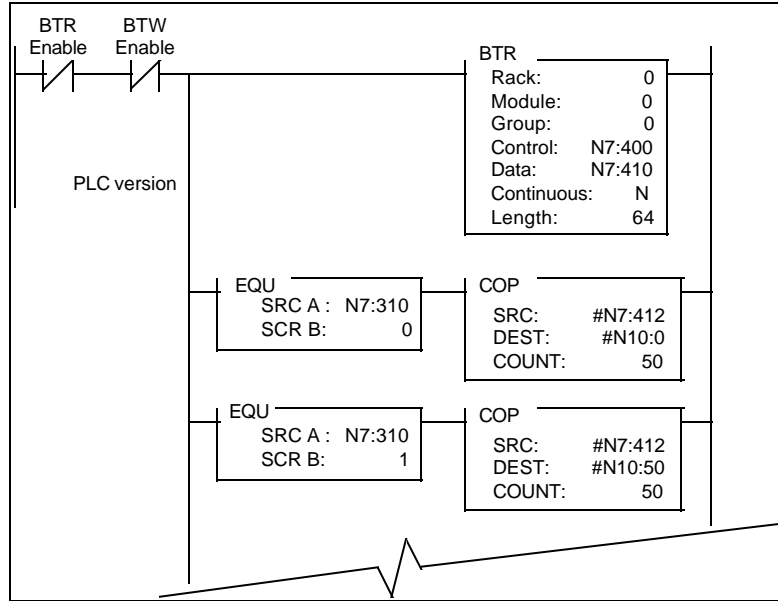 BTR BTW
Enable Enable
BTR
Rack: 0
Module: 0
Group: 0
Control: N7:400
Data: N7:410
Continuous: N
Length: 64
PLC version
EQU
SRC A : N7:310
SCR B: 0
COP
SRC: #N7:412
DEST: #N10:0
COUNT: 50
EQU
SRC A : N7:310
SCR B: 1
COP
SRC: #N7:412
DEST: #N10:50
COUNT: 50